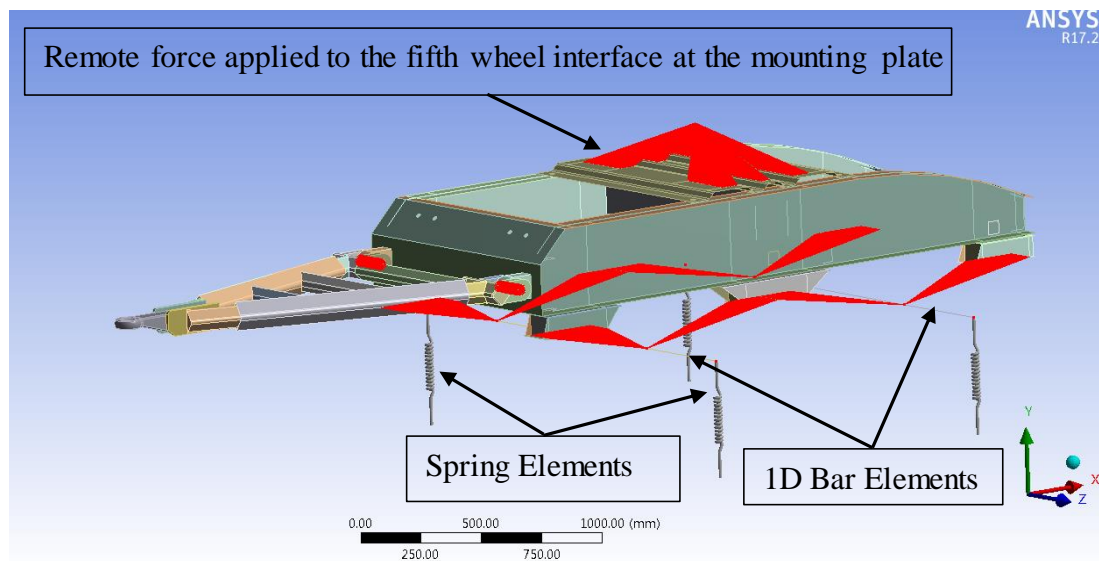 ANSYS
R17.2
Remote force applied to the fifth wheel interface at the mounting plate
Spring Elements
1D Bar Elements
Y
X
Z
0.00 500.00 1000.00 (mm)
250.00 750.00